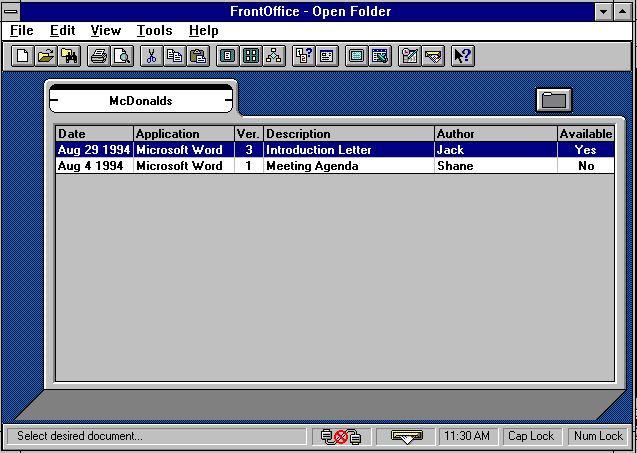 FrontOffice - Open Folder
File Edit View Tools Help
McDonalds
Date Application Ver. Description Author Available
Aug 29 1994 Microsoft Word 3 Introduction Letter Jack Yes
Aug 4 1994 Microsoft Word 1 Meeting Agenda Shane No
Select desired document... 11:30 AM Cap Lock Num Lock